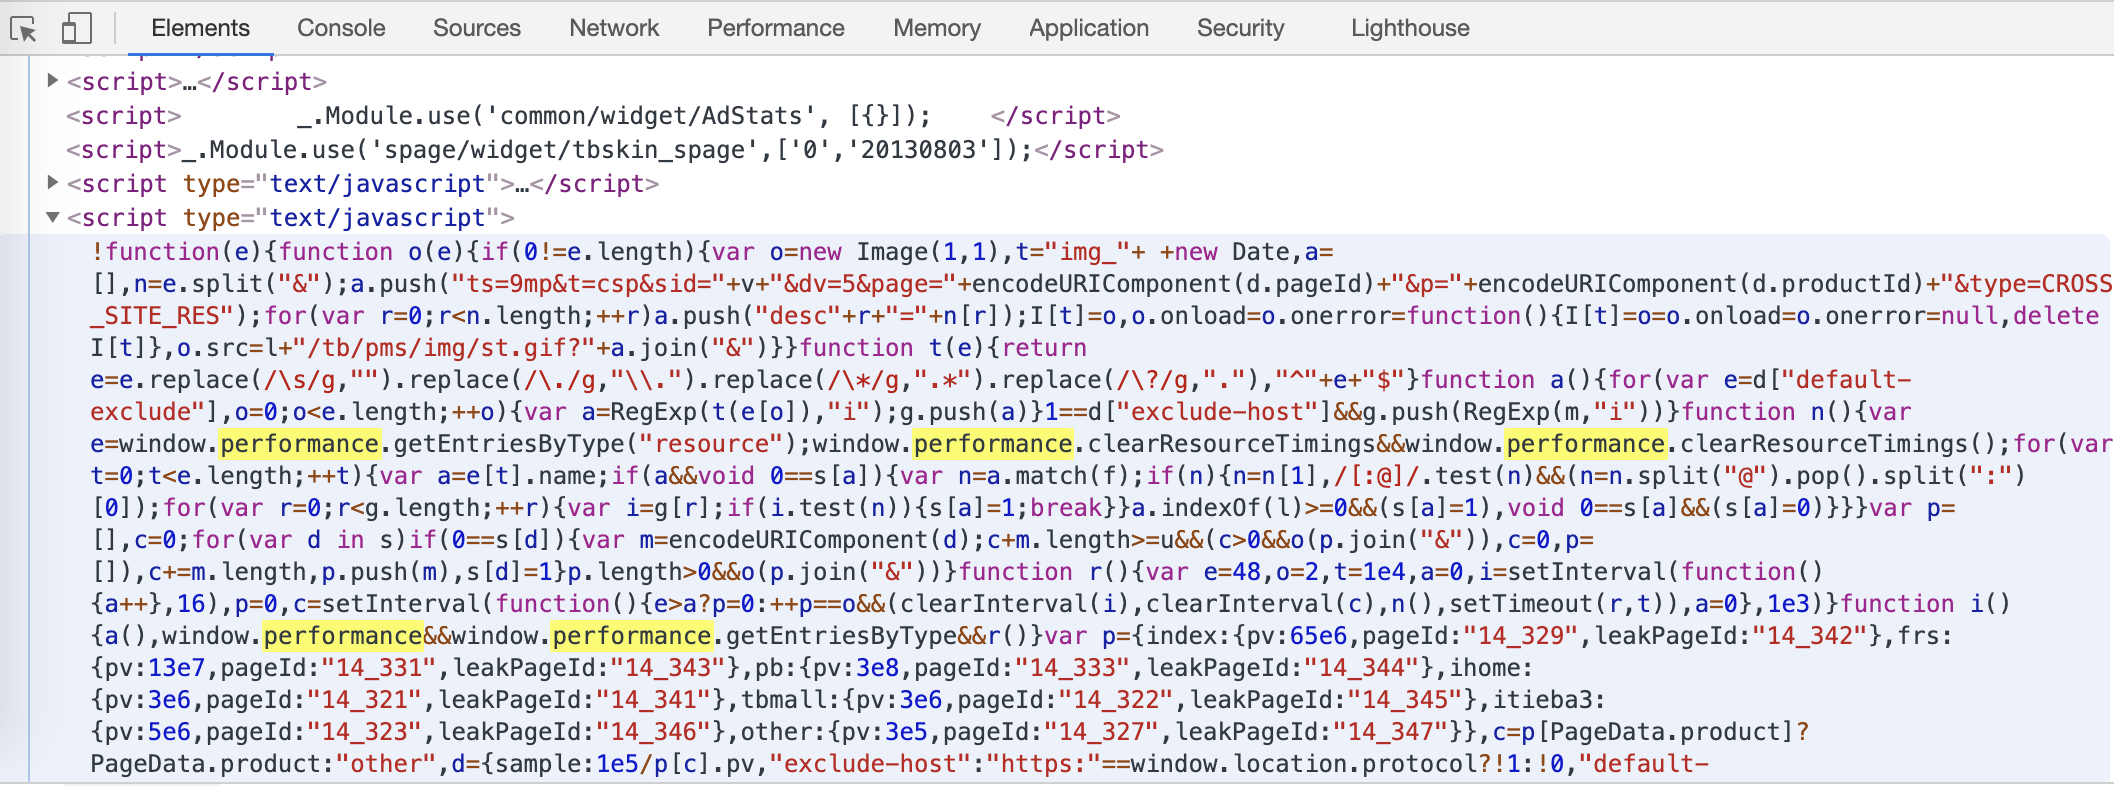 Elements Console Sources Network Performance Memory Application Security Lighthouse
<script>…</script>
<script>        _.Module.use('common/widget/AdStats', [{}]);    </script>
<script>_.Module.use('spage/widget/tbskin_spage',['0','20130803']);</script>
<script type="text/javascript">…</script>
<script type="text/javascript">
!function(e){function o(e){if(0!=e.length){var o=new Image(1,1),t="img_"+ +new Date,a=
[],n=e.split("&");a.push("ts=9mp&t=csp&sid="+v+"&dv=5&page="+encodeURIComponent(d.pageId)+"&p="+encodeURIComponent(d.productId)+"&type=CROSS
_SITE_RES");for(var r=0;r<n.length;++r)a.push("desc"+r+"="+n[r]);I[t]=o,o.onload=o.onerror=function(){I[t]=o=o.onload=o.onerror=null,delete
I[t]},o.src=l+"/tb/pms/img/st.gif?"+a.join("&")}}function t(e){return
e=e.replace(/\s/g,"").replace(/\./g,"\\.").replace(/\*/g,".*").replace(/\?/g,"."),"^"+e+"$"}function a(){for(var e=d["default-
exclude"],o=0;o<e.length;++o){var a=RegExp(t(e[o]),"i");g.push(a)}1==d["exclude-host"]&&g.push(RegExp(m,"i"))}function n(){var
e=window.performance.getEntriesByType("resource");window.performance.clearResourceTimings&&window.performance.clearResourceTimings();for(var
t=0;t<e.length;++t){var a=e[t].name;if(a&&void 0==s[a]){var n=a.match(f);if(n){n=n[1],/[:@]/.test(n)&&(n=n.split("@").pop().split(":")
[0]);for(var r=0;r<g.length;++r){var i=g[r];if(i.test(n)){s[a]=1;break}}a.indexOf(l)>=0&&(s[a]=1),void 0==s[a]&&(s[a]=0)}}}var p=
[],c=0;for(var d in s)if(0==s[d]){var m=encodeURIComponent(d);c+m.length>=u&&(c>0&&o(p.join("&")),c=0,p=
[]),c+=m.length,p.push(m),s[d]=1}p.length>0&&o(p.join("&"))}function r(){var e=48,o=2,t=1e4,a=0,i=setInterval(function()
{a++},16),p=0,c=setInterval(function(){e>a?p=0:++p==o&&(clearInterval(i),clearInterval(c),n(),setTimeout(r,t)),a=0},1e3)}function i()
{a(),window.performance&&window.performance.getEntriesByType&&r()}var p={index:{pv:65e6,pageId:"14_329",leakPageId:"14_342"},frs:
{pv:13e7,pageId:"14_331",leakPageId:"14_343"},pb:{pv:3e8,pageId:"14_333",leakPageId:"14_344"},ihome:
{pv:3e6,pageId:"14_321",leakPageId:"14_341"},tbmall:{pv:3e6,pageId:"14_322",leakPageId:"14_345"},itieba3:
{pv:5e6,pageId:"14_323",leakPageId:"14_346"},other:{pv:3e5,pageId:"14_327",leakPageId:"14_347"}},c=p[PageData.product]?
PageData.product:"other",d={sample:1e5/p[c].pv,"exclude-host":"https:"==window.location.protocol?!1:!0,"default-